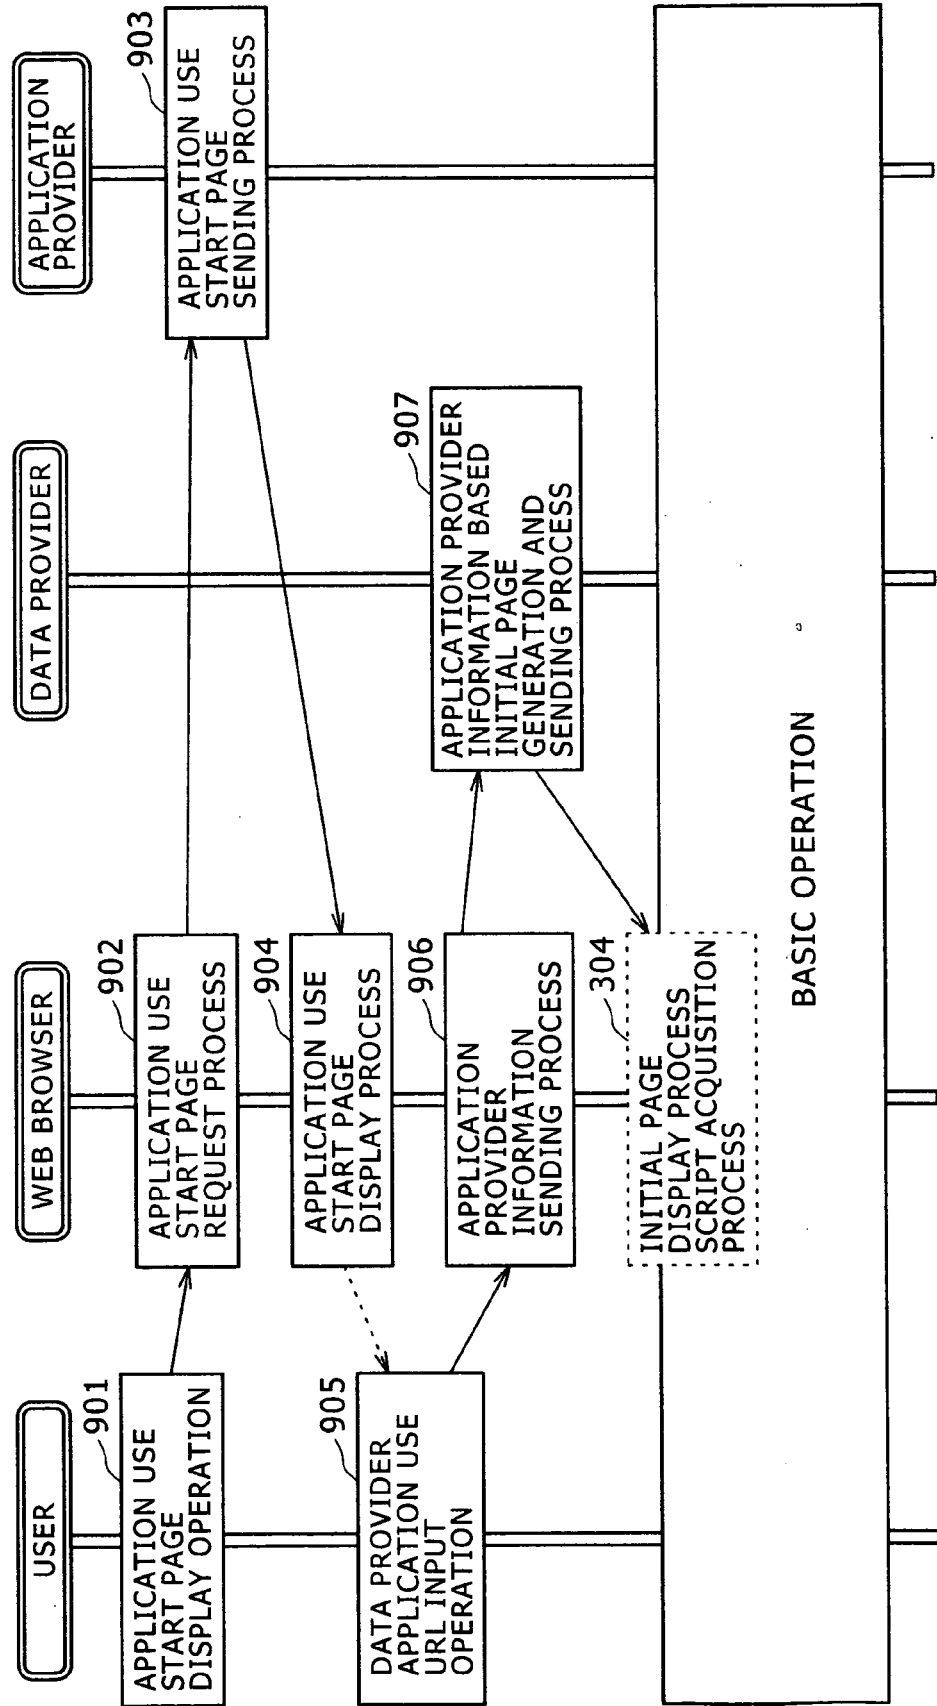 USER
WEB BROWSER
DATA PROVIDER
APPLICATION
PROVIDER
901
APPLICATION USE
START PAGE
DISPLAY OPERATION
902
APPLICATION USE
START PAGE
REQUEST PROCESS
903
APPLICATION USE
START PAGE
SENDING PROCESS
904
APPLICATION USE
START PAGE
DISPLAY PROCESS
905
DATA PROVIDER
APPLICATION USE
URL INPUT
OPERATION
906
APPLICATION
PROVIDER
INFORMATION
SENDING PROCESS
907
APPLICATION PROVIDER
INFORMATION BASED
INITIAL PAGE
GENERATION AND
SENDING PROCESS
304
INITIAL PAGE
DISPLAY PROCESS
SCRIPT ACQUISITION
PROCESS
BASIC OPERATION